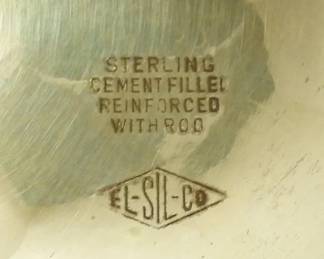 STERLING
CEMENT FILLED
REINFORCED
WITH ROD
EL-SIL-CO